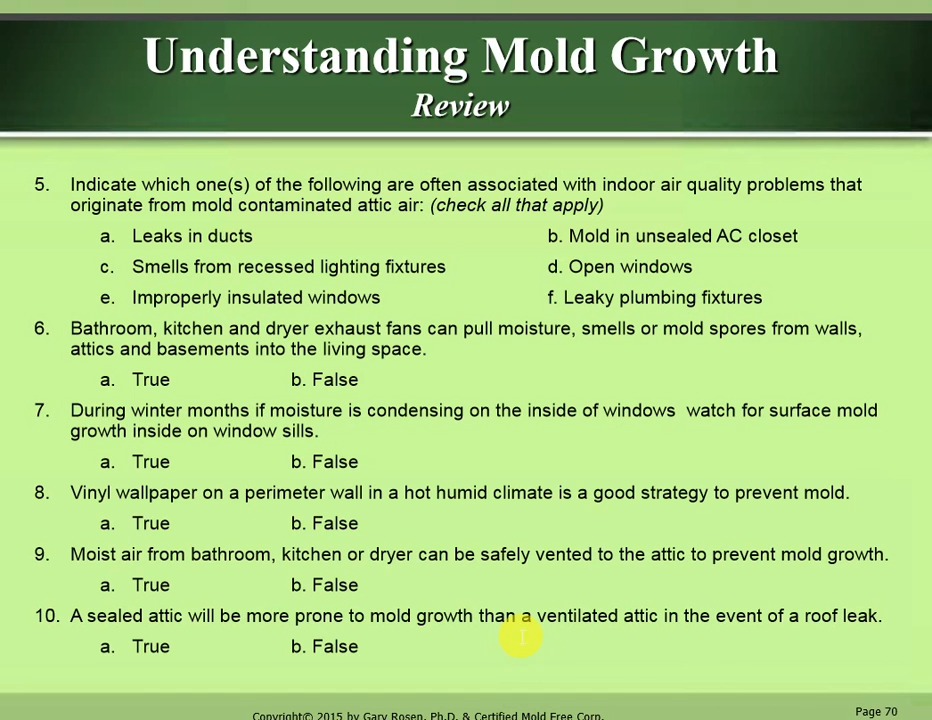 Understanding Mold Growth
Review
5. Indicate which one(s) of the following are often associated with indoor air quality problems that
originate from mold contaminated attic air: (check all that apply)
a. Leaks in ducts b. Mold in unsealed AC closet
c. Smells from recessed lighting fixtures d. Open windows
e. Improperly insulated windows f. Leaky plumbing fixtures
6. Bathroom, kitchen and dryer exhaust fans can pull moisture, smells or mold spores from walls,
attics and basements into the living space.
a. True b. False
7. During winter months if moisture is condensing on the inside of windows watch for surface mold
growth inside on window sills.
a. True b. False
8. Vinyl wallpaper on a perimeter wall in a hot humid climate is a good strategy to prevent mold.
a. True b. False
9. Moist air from bathroom, kitchen or dryer can be safely vented to the attic to prevent mold growth.
a. True b. False
10. A sealed attic will be more prone to mold growth than a ventilated attic in the event of a roof leak.
a. True b. False
Copyright© 2015 by Gary Rosen, Ph.D. & Certified Mold Free Corp.
Page 70